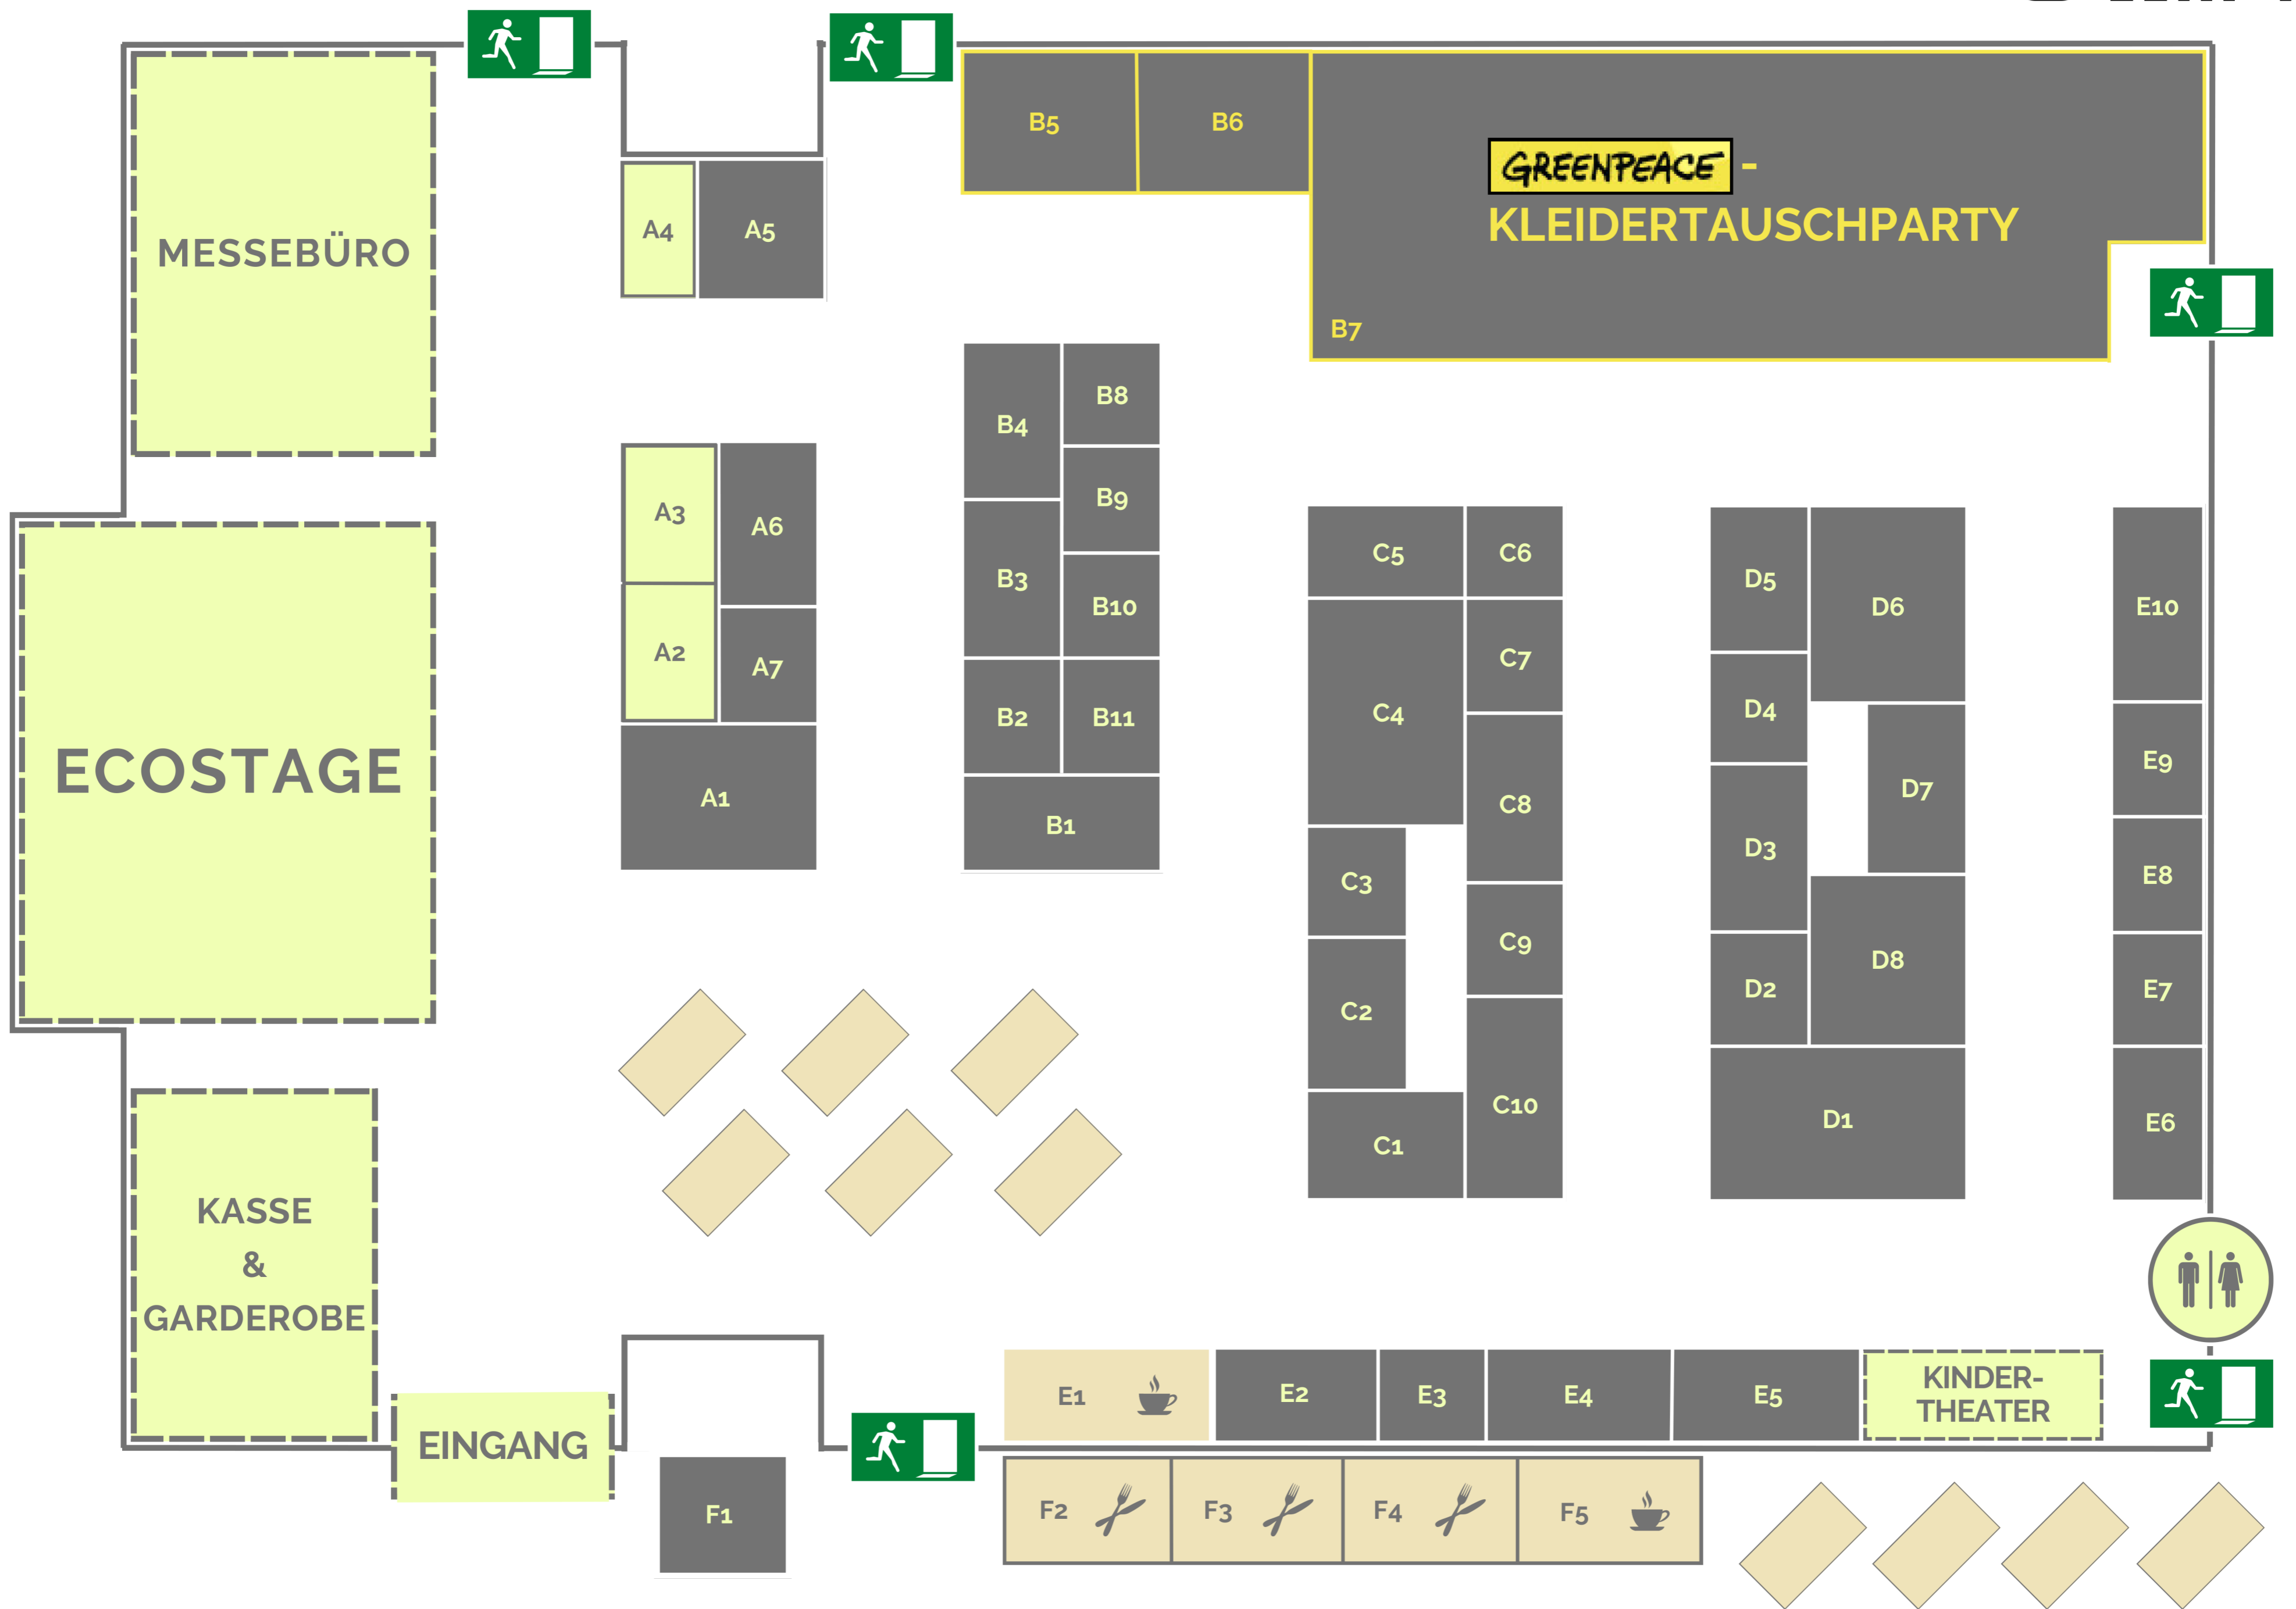 B5
B6
GREENPEACE -
KLEIDERTAUSCHPARTY
B7
MESSEBÜRO
A4
A5
B4
B8
B9
A3
A6
B3
B10
A2
A7
B2
B11
A1
B1
ECOSTAGE
C5
C6
C4
C7
C8
C3
C9
C2
C10
C1
D5
D6
D4
D7
D3
D8
D2
D1
E10
E9
E8
E7
E6
KASSE
&
GARDEROBE
EINGANG
F1
E1
E2
E3
E4
E5
KINDER-
THEATER
F2
F3
F4
F5